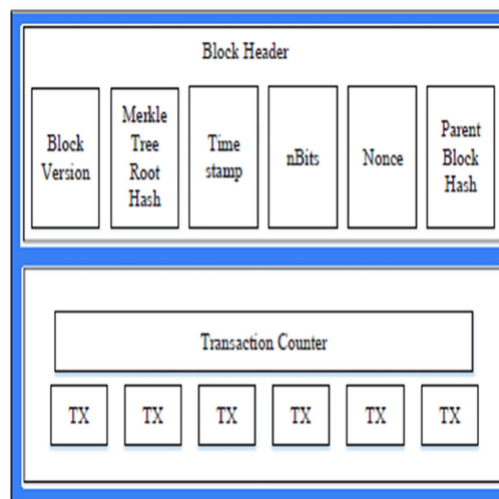 Block Header
Block
Version
Merkle
Tree
Root
Hash
Time
stamp
nBits
Nonce
Parent
Block
Hash
Transaction Counter
TX
TX
TX
TX
TX
TX